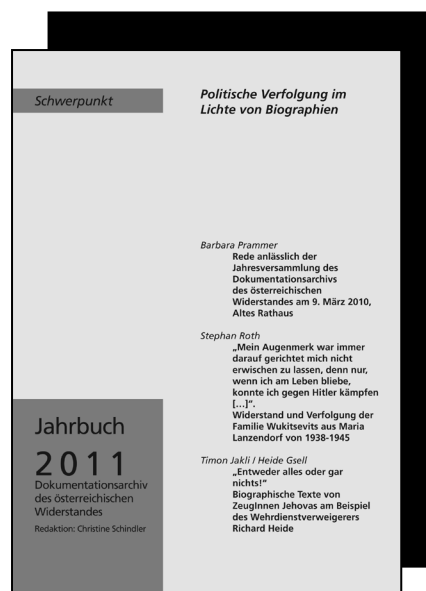 Schwerpunkt
Politische Verfolgung im
Lichte von Biographien
Barbara Prammer
Rede anlässlich der
Jahresversammlung des
Dokumentationsarchivs
des österreichischen
Widerstandes am 9. März 2010,
Altes Rathaus
Stephan Roth
„Mein Augenmerk war immer
darauf gerichtet mich nicht
erwischen zu lassen, denn nur,
wenn ich am Leben bliebe,
konnte ich gegen Hitler kämpfen
[...]“.
Widerstand und Verfolgung der
Familie Wukitsevits aus Maria
Lanzendorf von 1938-1945
Timon Jakli / Heide Gsell
„Entweder alles oder gar
nichts!“
Biographische Texte von
ZeugInnen Jehovas am Beispiel
des Wehrdienstverweigerers
Richard Heide
Jahrbuch
2011
Dokumentationsarchiv
des österreichischen
Widerstandes
Redaktion: Christine Schindler